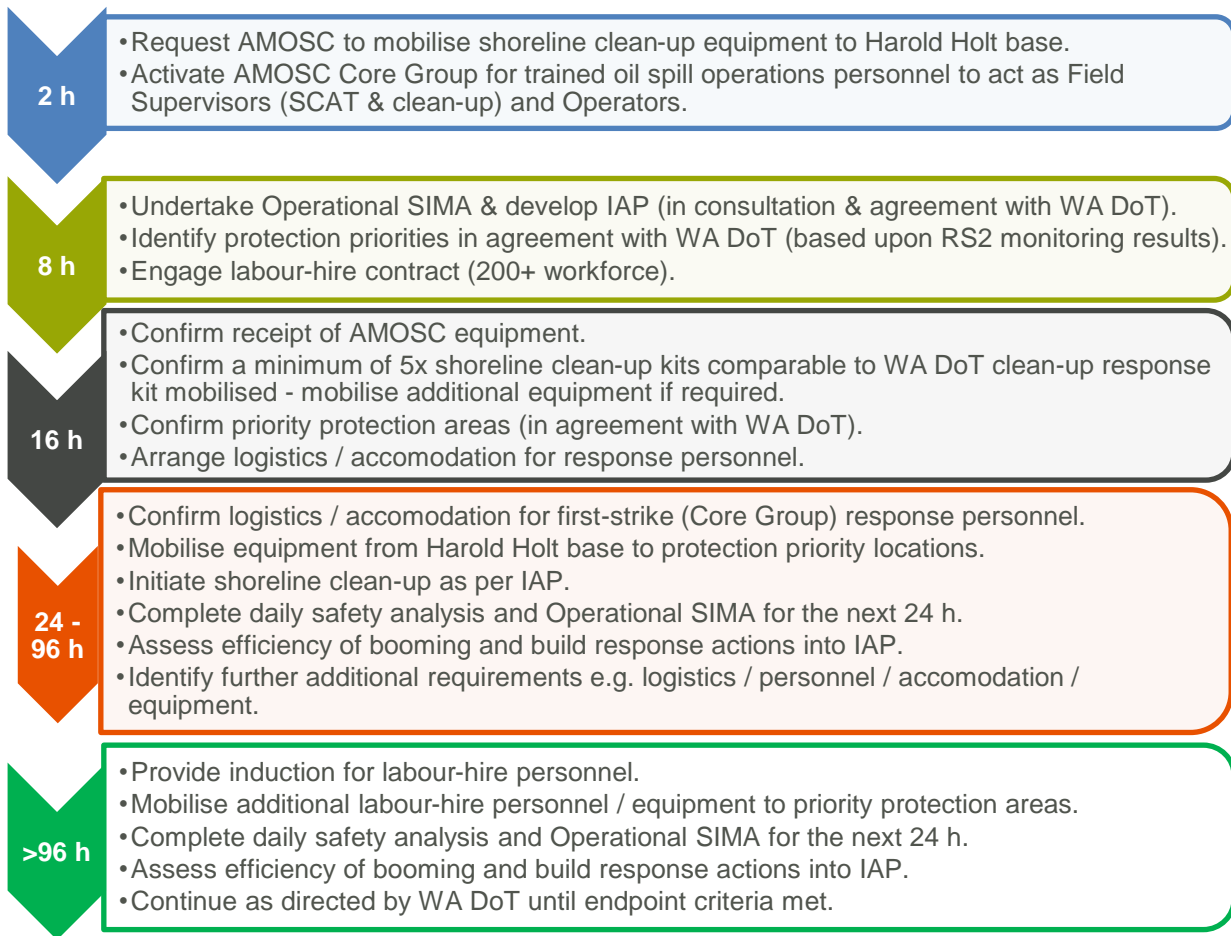 2 h
•Request AMOSC to mobilise shoreline clean-up equipment to Harold Holt base.
•Activate AMOSC Core Group for trained oil spill operations personnel to act as Field
Supervisors (SCAT & clean-up) and Operators.
8 h
•Undertake Operational SIMA & develop IAP (in consultation & agreement with WA DoT).
•Identify protection priorities in agreement with WA DoT (based upon RS2 monitoring results).
•Engage labour-hire contract (200+ workforce).
16 h
•Confirm receipt of AMOSC equipment.
•Confirm a minimum of 5x shoreline clean-up kits comparable to WA DoT clean-up response
kit mobilised - mobilise additional equipment if required.
•Confirm priority protection areas (in agreement with WA DoT).
•Arrange logistics / accomodation for response personnel.
24 -
96 h
•Confirm logistics / accomodation for first-strike (Core Group) response personnel.
•Mobilise equipment from Harold Holt base to protection priority locations.
•Initiate shoreline clean-up as per IAP.
•Complete daily safety analysis and Operational SIMA for the next 24 h.
•Assess efficiency of booming and build response actions into IAP.
•Identify further additional requirements e.g. logistics / personnel / accomodation /
equipment.
>96 h
•Provide induction for labour-hire personnel.
•Mobilise additional labour-hire personnel / equipment to priority protection areas.
•Complete daily safety analysis and Operational SIMA for the next 24 h.
•Assess efficiency of booming and build response actions into IAP.
•Continue as directed by WA DoT until endpoint criteria met.